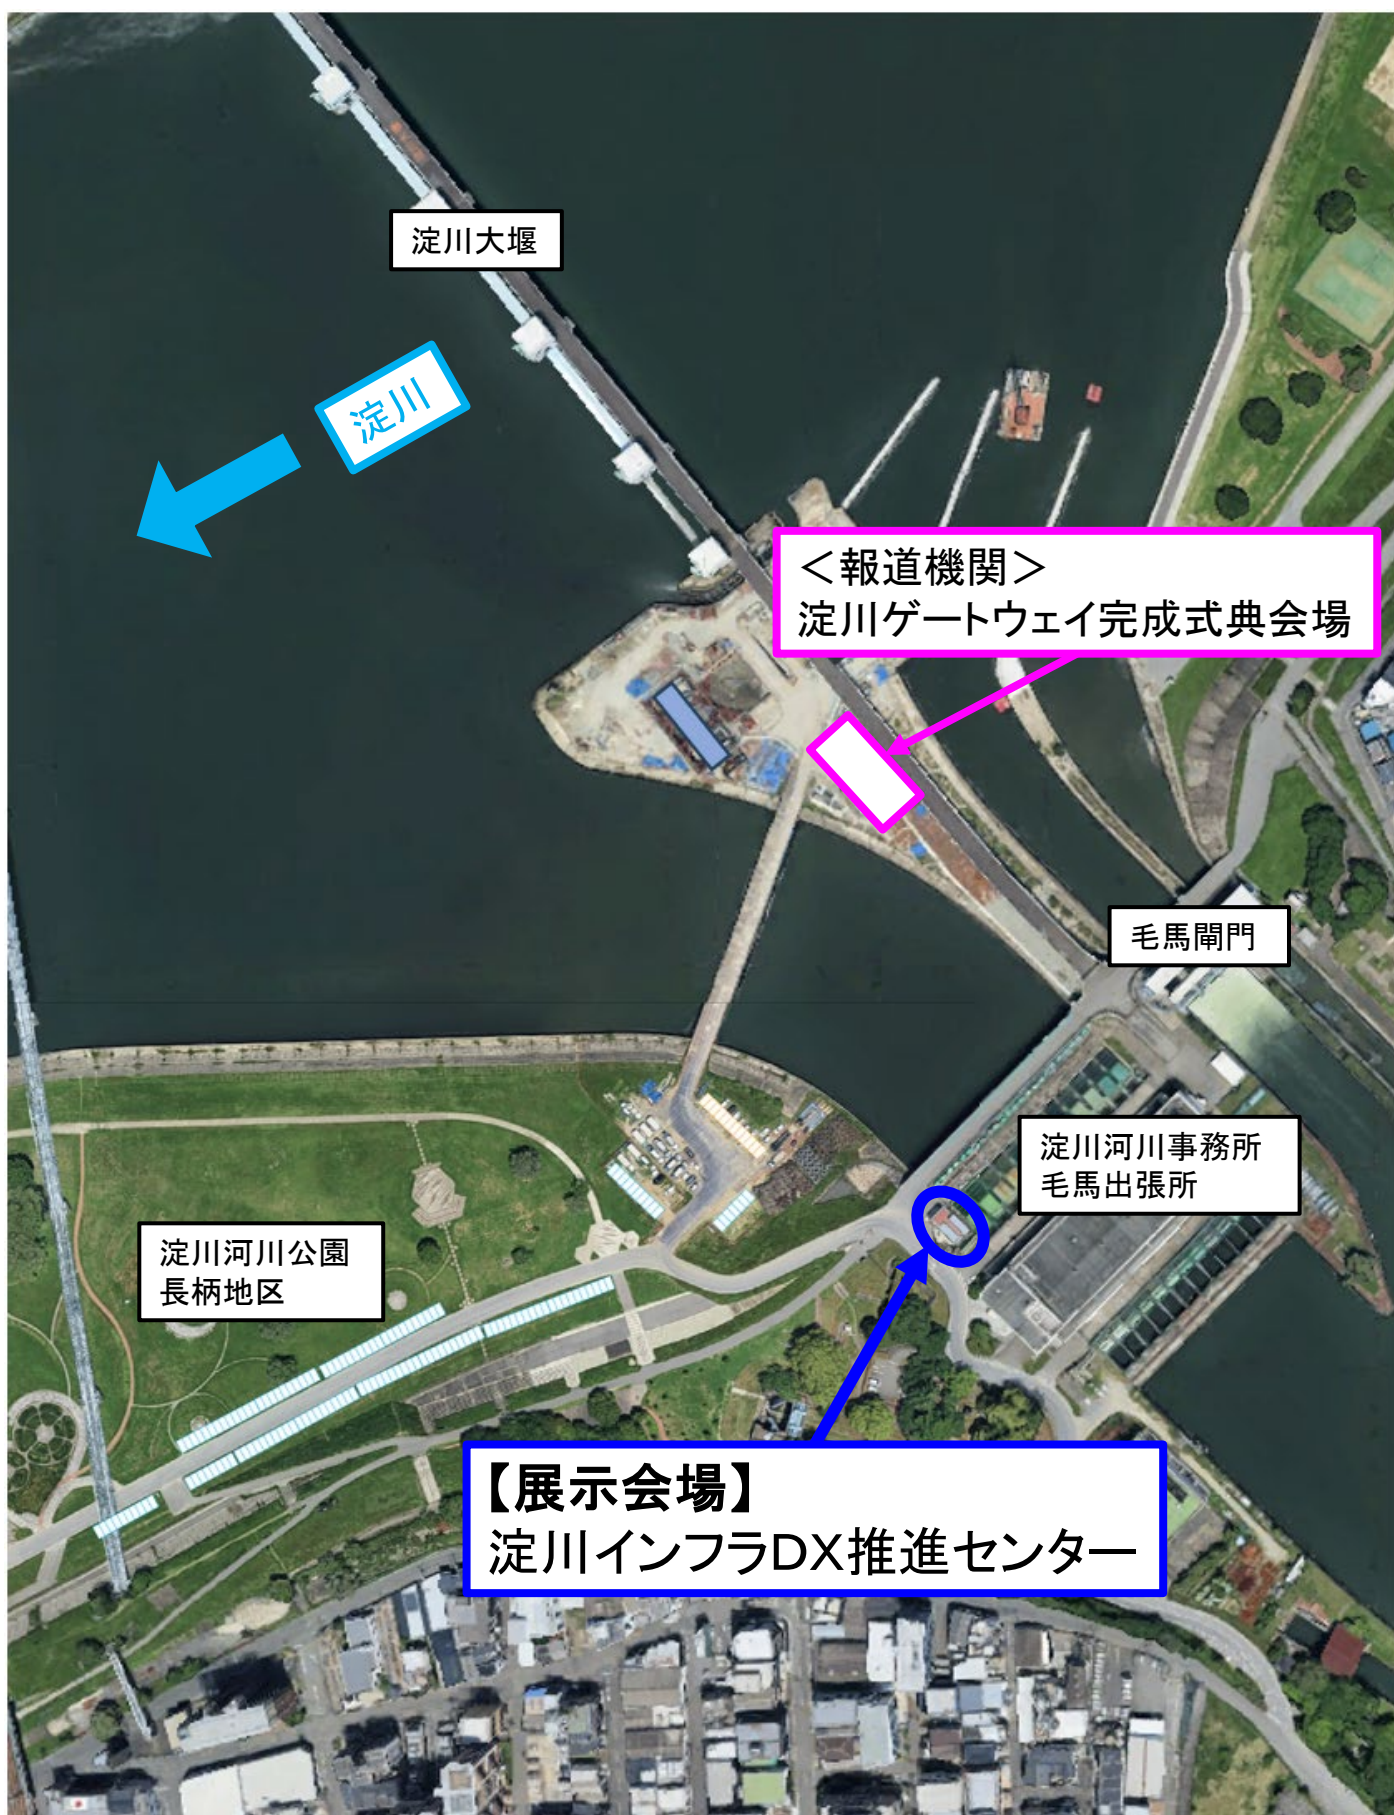 淀川大堰
淀川
＜報道機関＞
淀川ゲートウェイ完成式典会場
毛馬閘門
淀川河川事務所
毛馬出張所
淀川河川公園
長柄地区
【展示会場】
淀川インフラDX推進センター